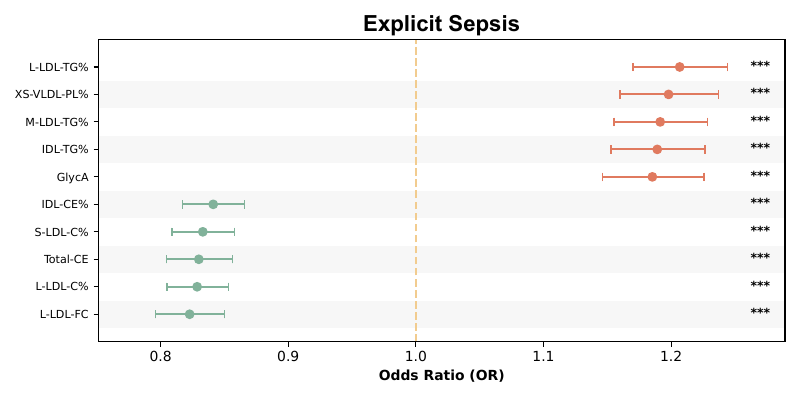 Explicit Sepsis
L-LDL-TG% ***
XS-VLDL-PL% ***
M-LDL-TG% ***
IDL-TG% ***
GlycA ***
IDL-CE% ***
S-LDL-C% ***
Total-CE ***
L-LDL-C% ***
L-LDL-FC ***
0.8 0.9 1.0 1.1 1.2
Odds Ratio (OR)